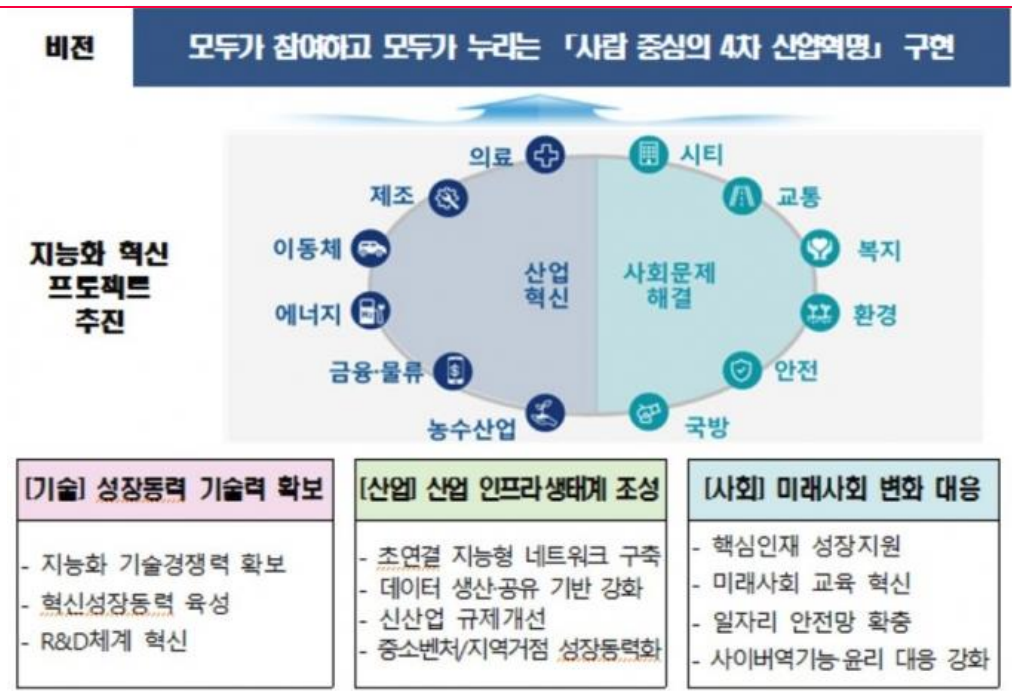 비전
모두가 참여하고 모두가 누리는 「사람 중심의 4차 산업혁명」 구현
지능화 혁신
프로젝트
추진
의료
제조
이동체
에너지
금융·물류
농수산업
산업
혁신
사회문제
해결
시티
교통
복지
환경
안전
국방
[기술] 성장동력 기술력 확보
- 지능화 기술경쟁력 확보
- 혁신성장동력 육성
- R&D체계 혁신
[산업] 산업 인프라생태계 조성
- 초연결 지능형 네트워크 구축
- 데이터 생산·공유 기반 강화
- 신산업 규제개선
- 중소벤처/지역거점 성장동력화
[사회] 미래사회 변화 대응
- 핵심인재 성장지원
- 미래사회 교육 혁신
- 일자리 안전망 확충
- 사이버역기능·윤리 대응 강화